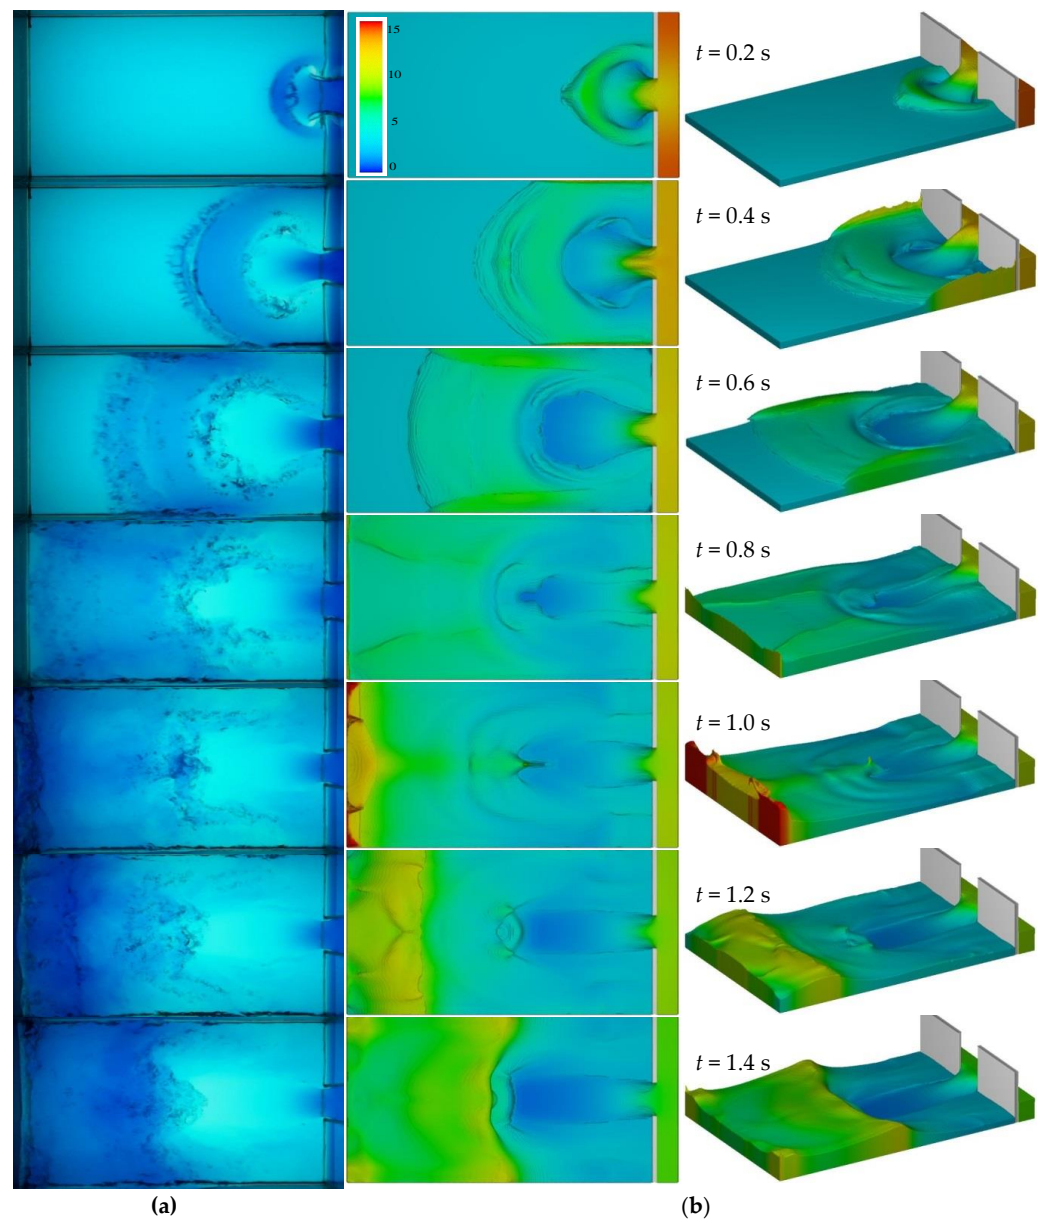 15
10
5
0
t = 0.2 s
t = 0.4 s
t = 0.6 s
t = 0.8 s
t = 1.0 s
t = 1.2 s
t = 1.4 s
(a) (b)